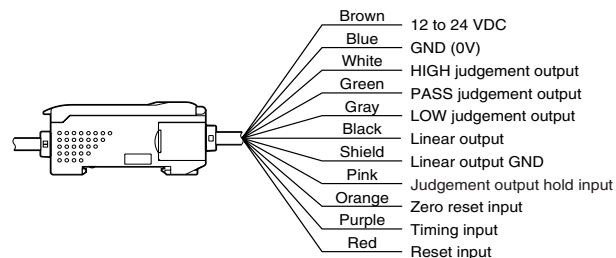 Brown 12 to 24 VDC
Blue GND (0V)
White HIGH judgement output
Green PASS judgement output
Gray LOW judgement output
Black Linear output
Shield Linear output GND
Pink Judgement output hold input
Orange Zero reset input
Purple Timing input
Red Reset input